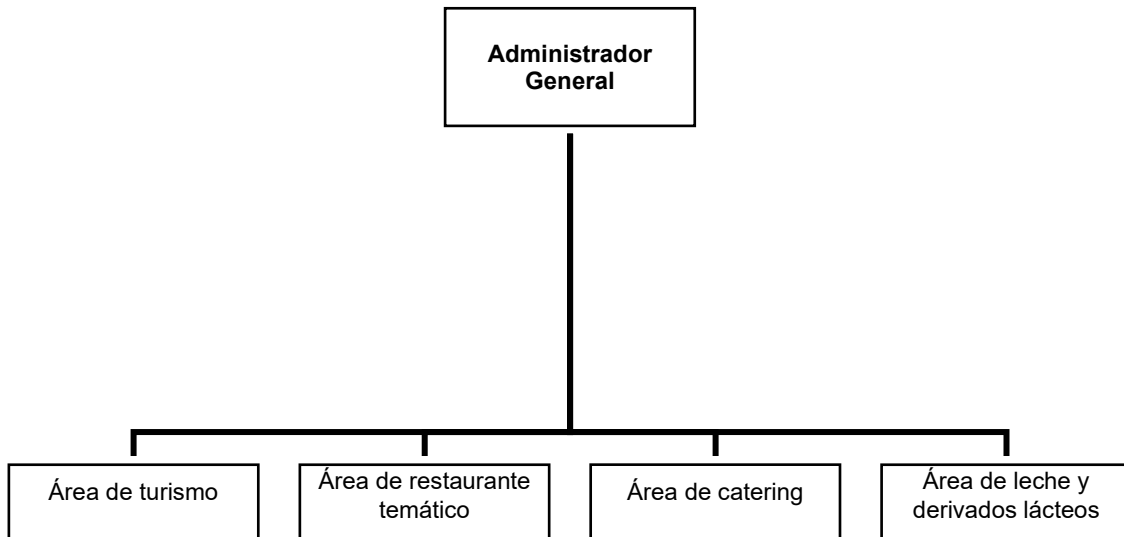 Administrador
General
Área de turismo
Área de restaurante
temático
Área de catering
Área de leche y
derivados lácteos